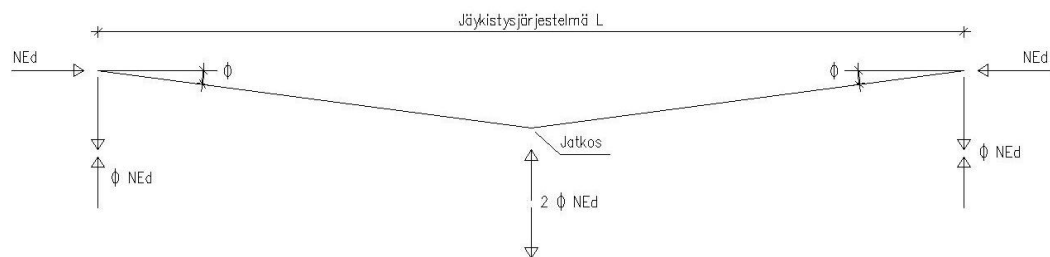 Jäykistysjärjestelmä L
NEd
NEd
ϕ
ϕ
Jatkos
ϕ NEd
ϕ NEd
2 ϕ NEd